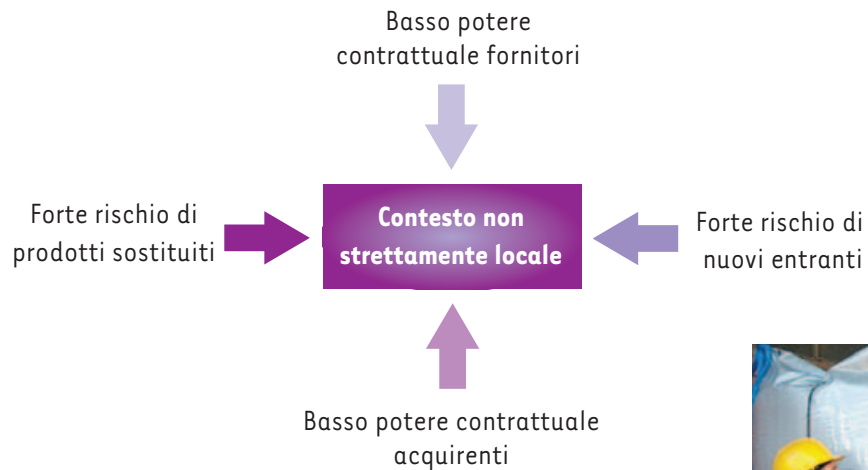 Basso potere
contrattuale fornitori
Forte rischio di
prodotti sostituiti
Contesto non
strettamente locale
Forte rischio di
nuovi entranti
Basso potere contrattuale
acquirenti